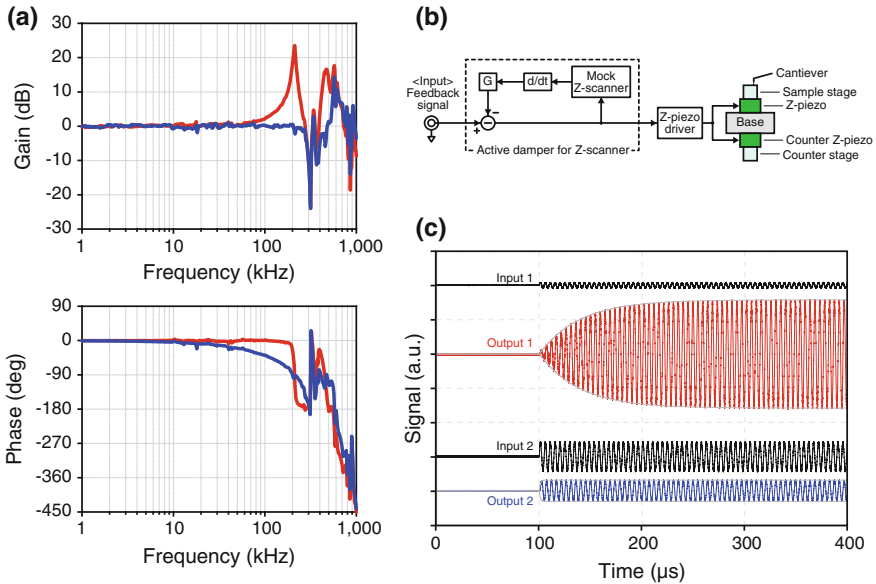 (a)
30
20
10
0
-10
-20
-30
Gain (dB)
1
10
100
1,000
Frequency (kHz)
90
0
-90
-180
-270
-360
-450
Phase (deg)
1
10
100
1,000
Frequency (kHz)
(b)
<Input>
Feedback
signal
G
d/dt
Mock
Z-scanner
−
+
Active damper for Z-scanner
Z-piezo
driver
Cantiever
Sample stage
Z-piezo
Base
Counter Z-piezo
Counter stage
(c)
Signal (a.u.)
Input 1
Output 1
Input 2
Output 2
0
100
200
300
400
Time (µs)